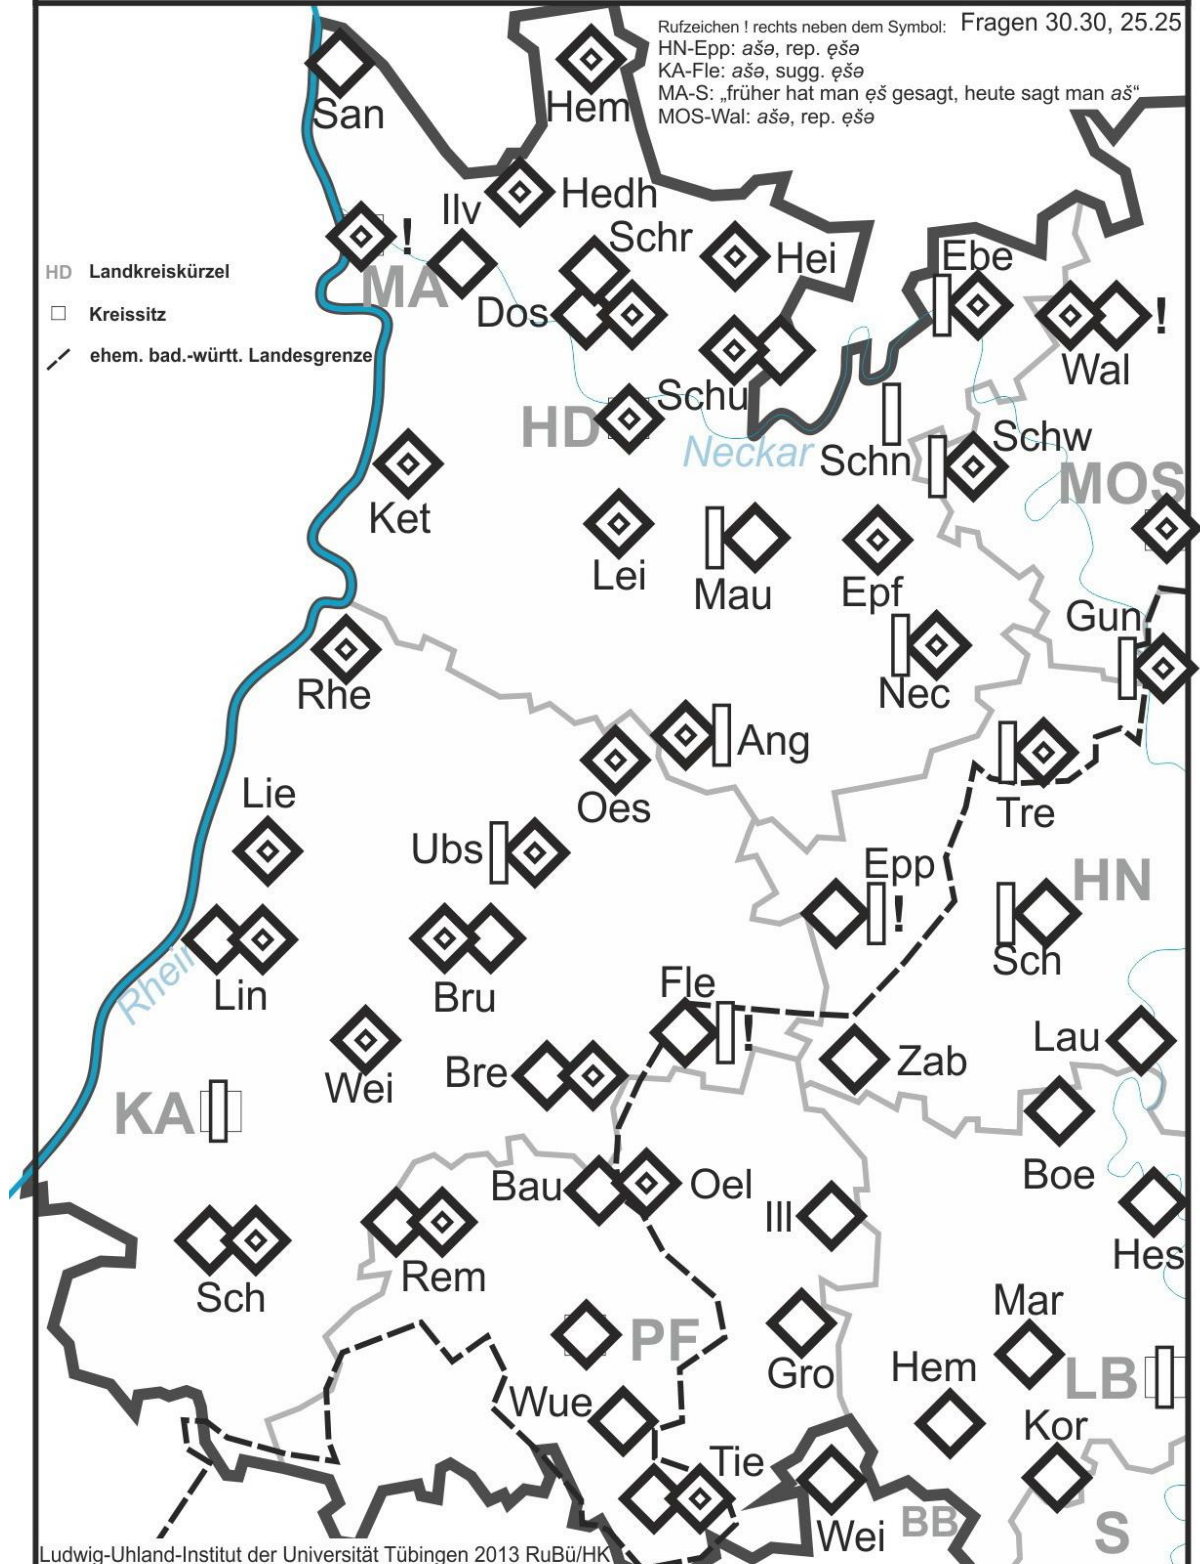 Rufzeichen ! rechts neben dem Symbol: Fragen 30.30, 25.25
HN-Epp: ašə, rep. ęšə
KA-Fle: ašə, sugg. ęšə
MA-S: „früher hat man ęš gesagt, heute sagt man aš“
MOS-Wal: ašə, rep. ẹšə
San
Hem
Ilv
Hedh
Schr
Hei
Ebe
!
MA
HD Landkreiskürzel
Kreissitz
ehem. bad.-württ. Landesgrenze
Dos
!
Wal
Schu
HD
Neckar
Schn
Schw
MOS
Ket
Lei
Mau
Epf
Gun
Rhe
Nec
Ang
Oes
Tre
Lie
Ubs
Epp
HN
!
Sch
Rhein
Lin
Bru
Fle
!
Lau
Zab
Wei
Bre
KA
Boe
Bau
Oel
Ill
Hes
Sch
Rem
Mar
PF
Gro
Hem
LB
Wue
Kor
Tie
Wei
BB
S
Ludwig-Uhland-Institut der Universität Tübingen 2013 RuBü/HK